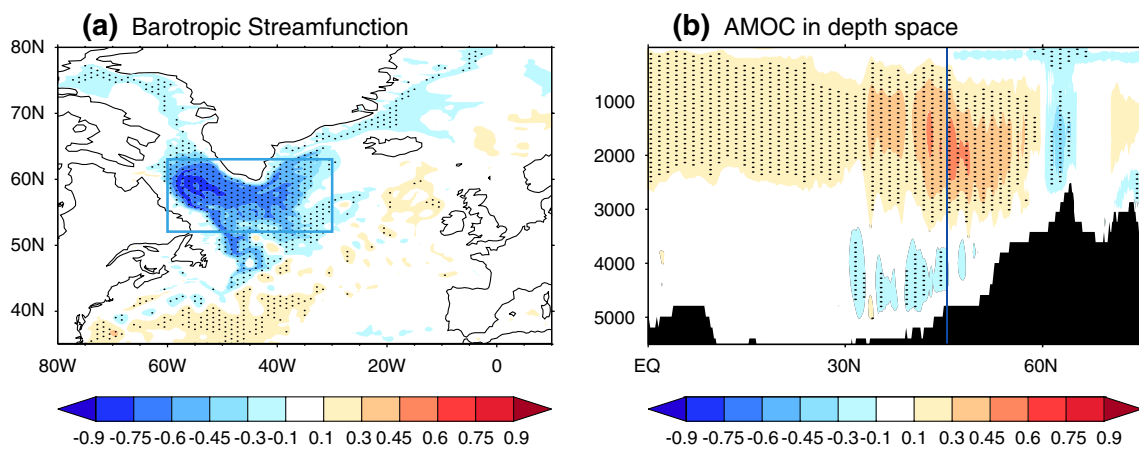 (a) Barotropic Streamfunction
80N
70N
60N
50N
40N
80W 60W 40W 20W 0
-0.9 -0.75 -0.6 -0.45 -0.3 -0.1 0.1 0.3 0.45 0.6 0.75 0.9
(b) AMOC in depth space
1000
2000
3000
4000
5000
EQ 30N 60N
-0.9 -0.75 -0.6 -0.45 -0.3 -0.1 0.1 0.3 0.45 0.6 0.75 0.9